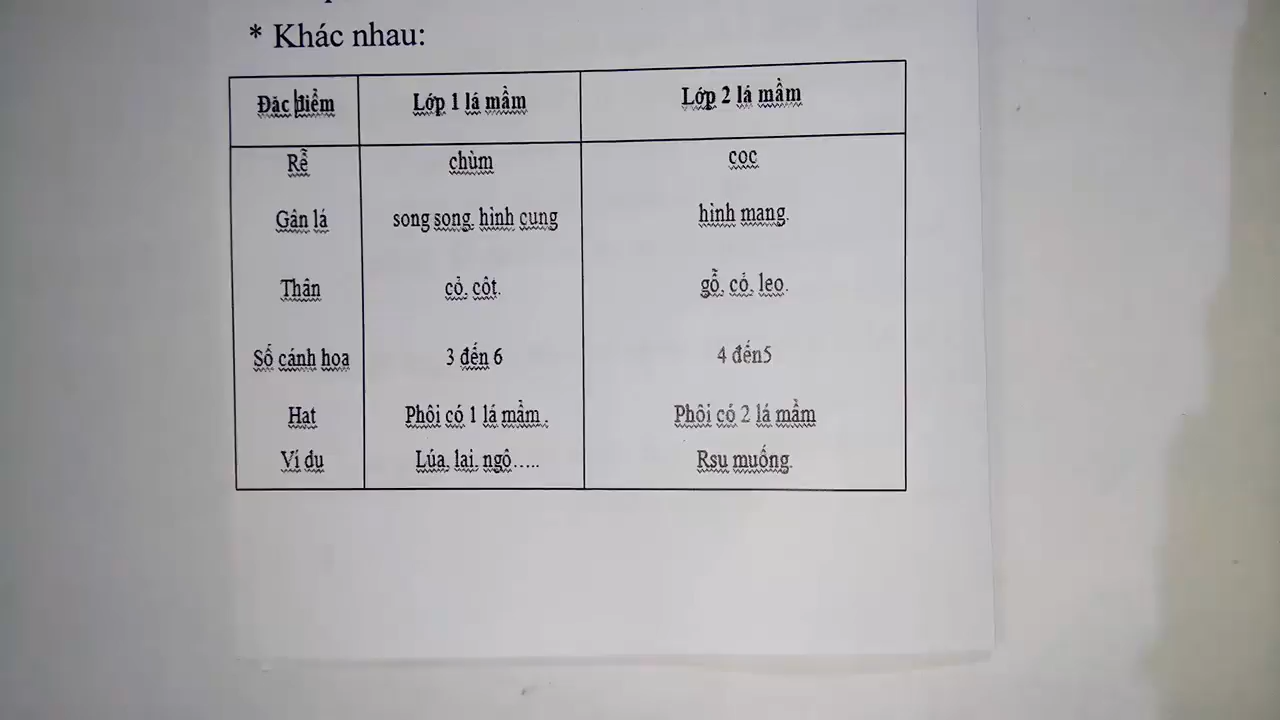 * Khác nhau:
Đặc điểm Lớp 1 lá mầm Lớp 2 lá mầm
Rễ chùm cọc
Gân lá song song, hình cung hình mạng.
Thân cỏ, cột. gỗ, cỏ, leo.
Số cánh hoa 3 đến 6 4 đến5
Hạt Phôi có 1 lá mầm . Phôi có 2 lá mầm
Ví dụ Lúa, lai, ngô..... Rsu muống.